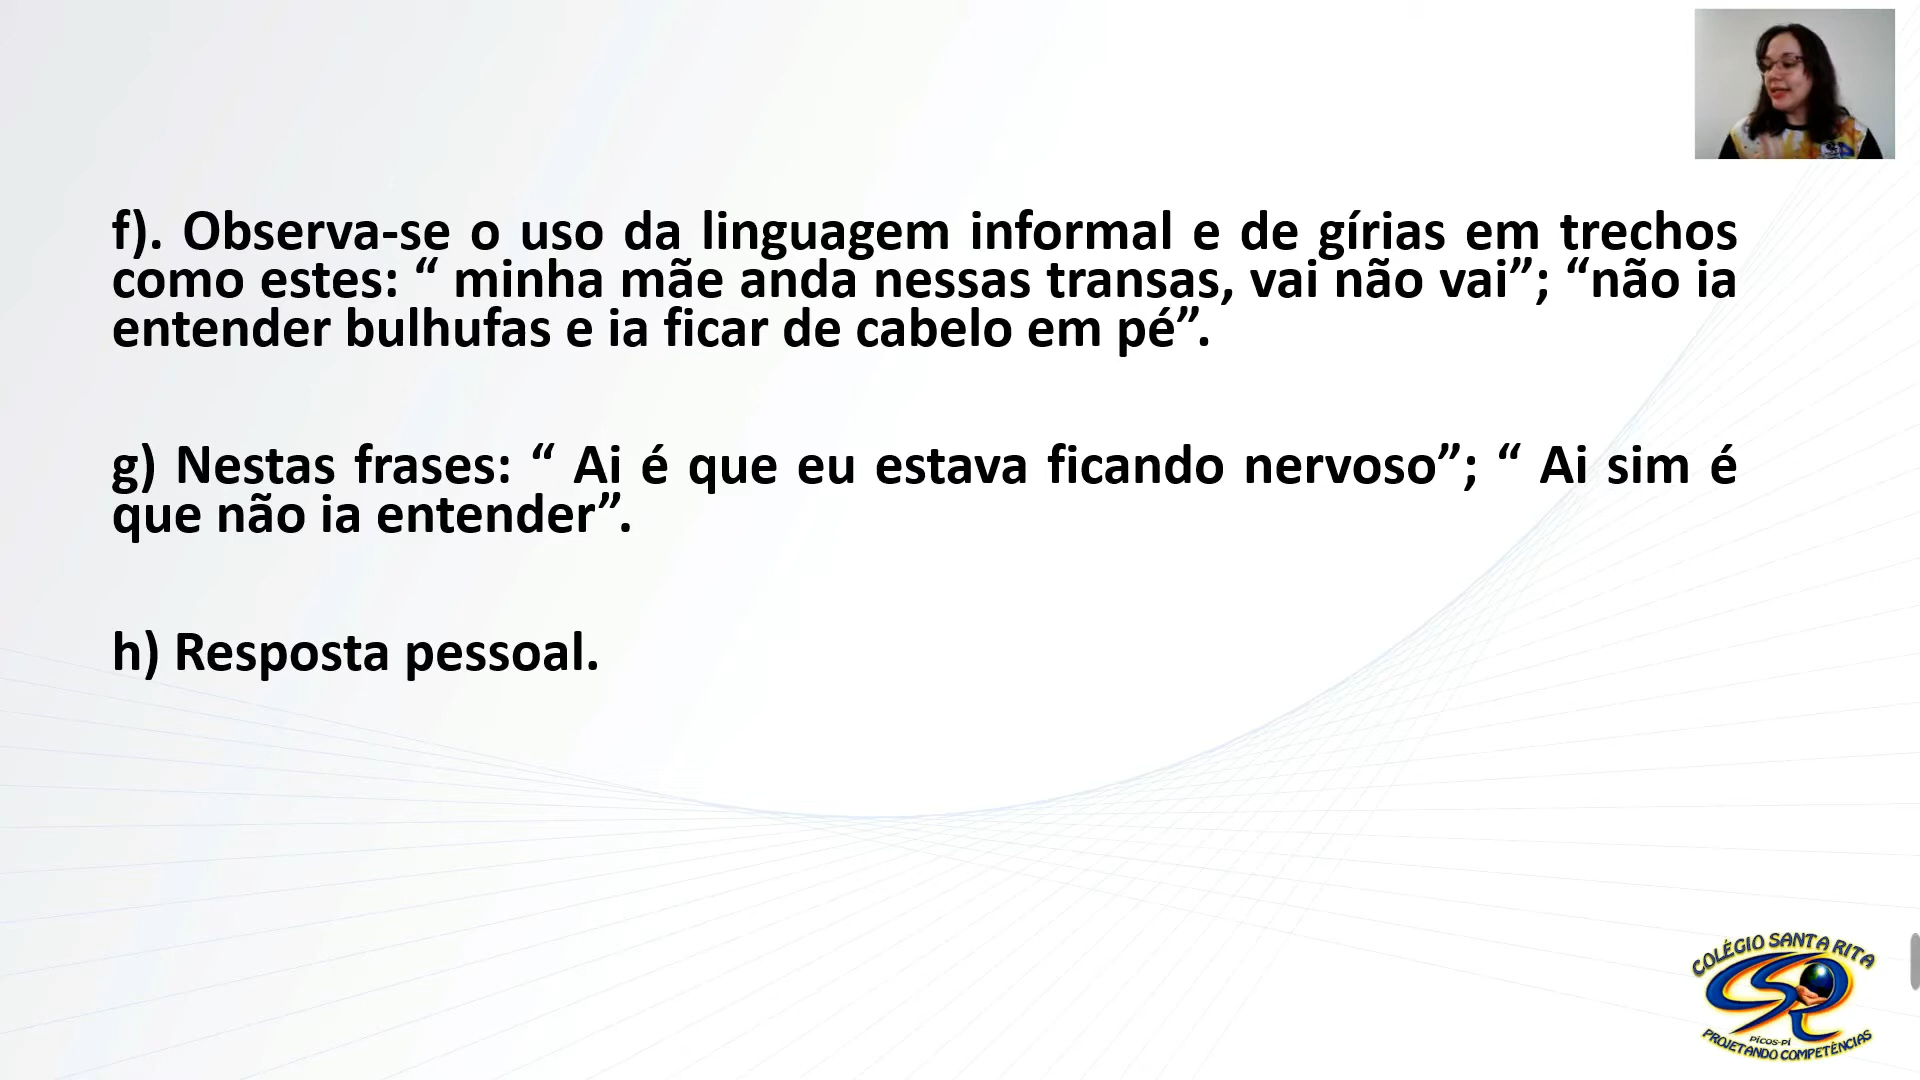 f). Observa-se o uso da linguagem informal e de gírias em trechos
como estes: “ minha mãe anda nessas transas, vai não vai”; “não ia
entender bulhufas e ia ficar de cabelo em pé”.
g) Nestas frases: “ Ai é que eu estava ficando nervoso”; “ Ai sim é
que não ia entender”.
h) Resposta pessoal.
COLÉGIO SANTA RITA
PICOS-PI
PROJETANDO COMPETÊNCIAS